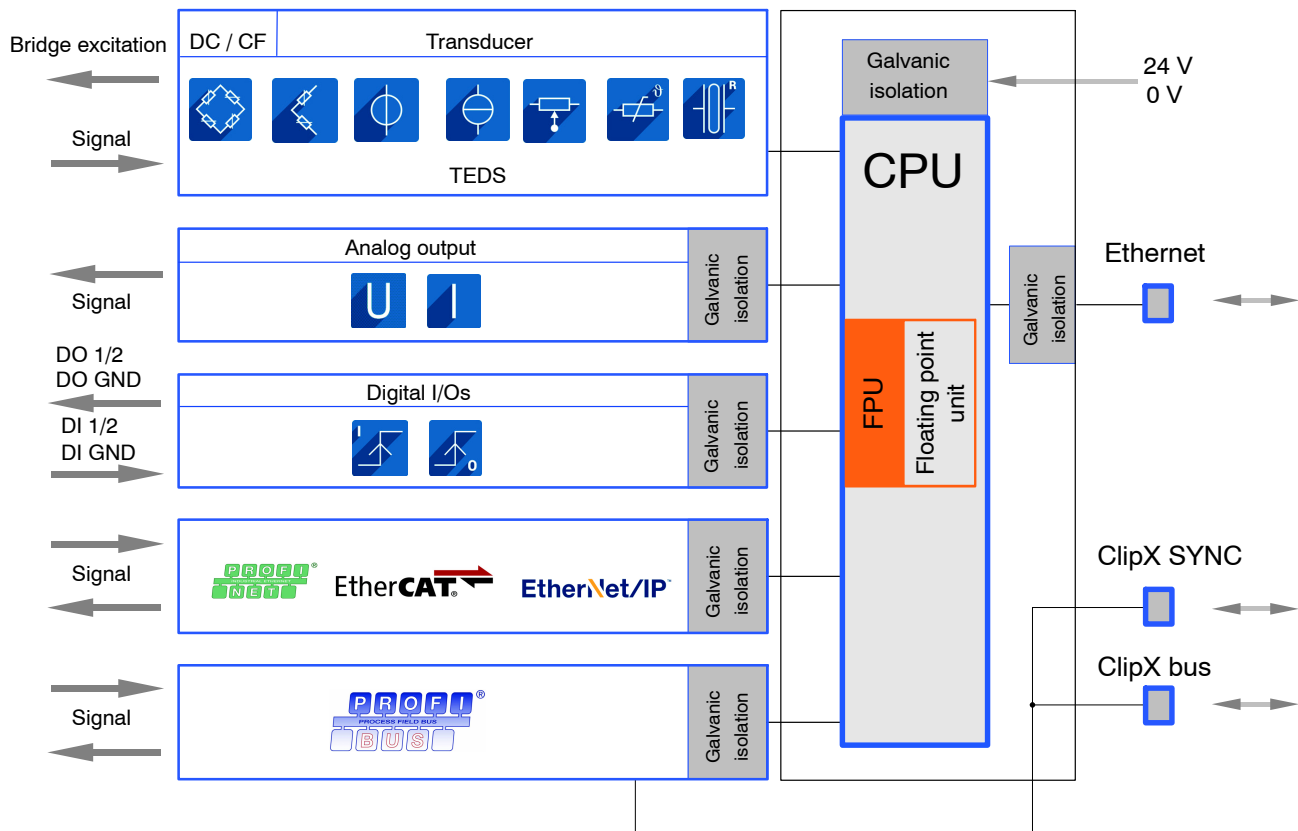 Bridge excitation
Signal
DC / CF
Transducer
ϑ
R
TEDS
Galvanic
isolation
24 V
0 V
CPU
Signal
Analog output
U
I
Galvanic
isolation
Galvanic
isolation
Ethernet
DO 1/2
DO GND
DI 1/2
DI GND
Digital I/Os
I
O
Galvanic
isolation
FPU
Floating point
unit
Signal
PROFI®
INDUSTRIAL ETHERNET
NET
EtherCAT®
EtherNet/IP™
Galvanic
isolation
ClipX SYNC
ClipX bus
Signal
PROFI®
PROCESS FIELD BUS
BUS
Galvanic
isolation